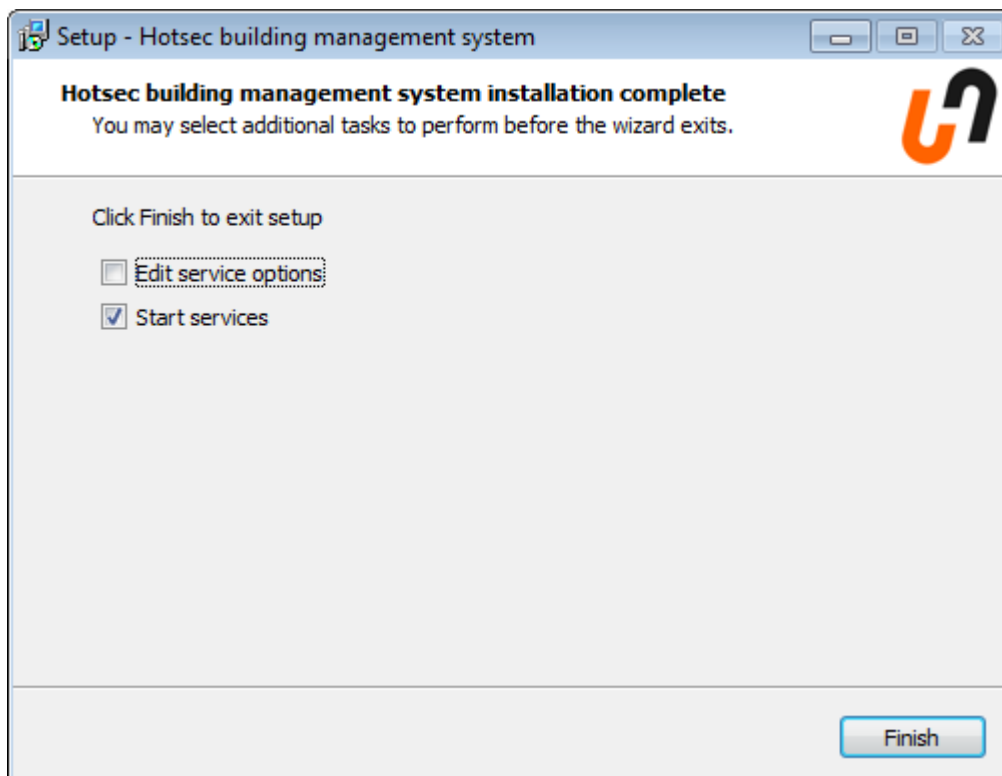 Setup - Hotsec building management system
Hotsec building management system installation complete
You may select additional tasks to perform before the wizard exits.
Click Finish to exit setup
Edit service options
Start services
Finish